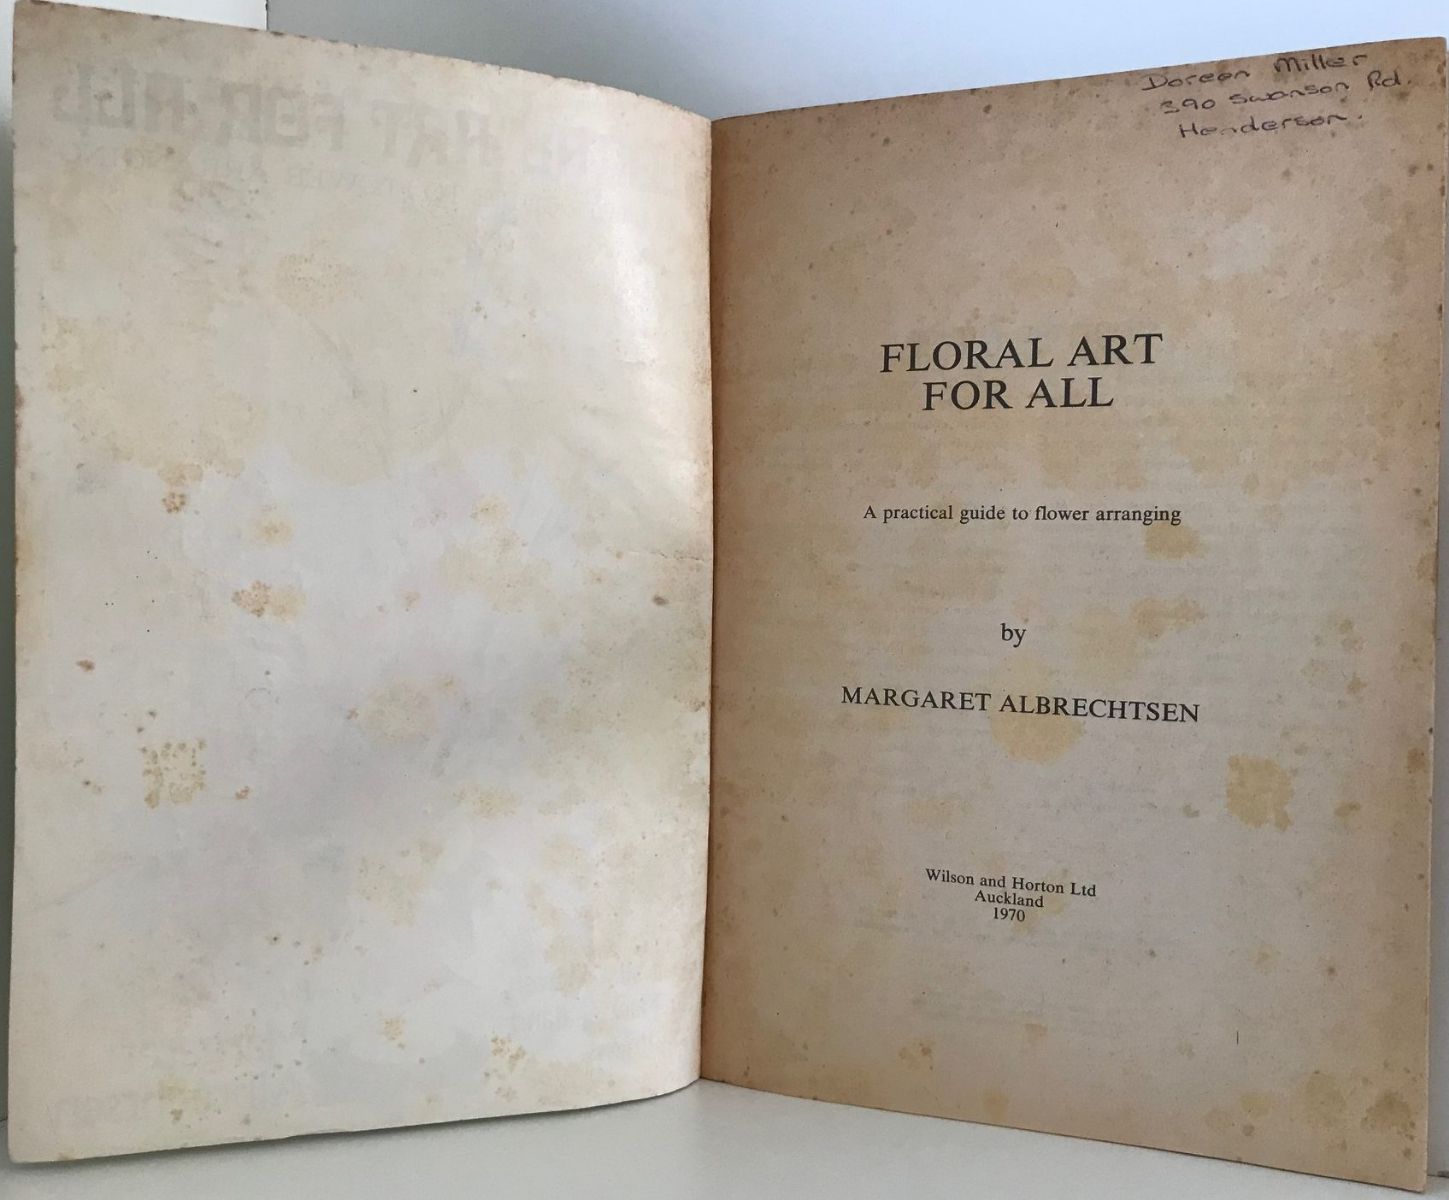 Doreen Miller
390 Swanson Rd.
Henderson.
FLORAL ART
FOR ALL
A practical guide to flower arranging
by
MARGARET ALBRECHTSEN
Wilson and Horton Ltd
Auckland
1970